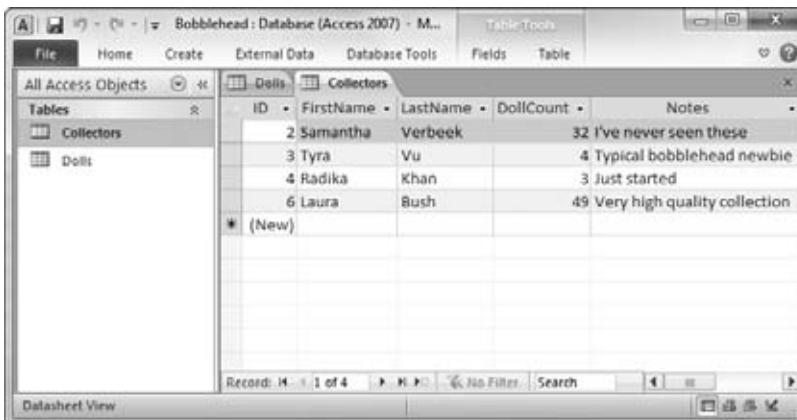 Bobblehead : Database (Access 2007) - M...
Table Tools
File Home Create External Data Database Tools Fields Table
All Access Objects
Tables
Collectors
Dolls
Dolls Collectors
ID FirstName LastName DollCount Notes
2 Samantha Verbeek 32 I've never seen these
3 Tyra Vu 4 Typical bobblehead newbie
4 Radika Khan 3 Just started
6 Laura Bush 49 Very high quality collection
* (New)
Record: 1 of 4 No Filter Search
Datasheet View